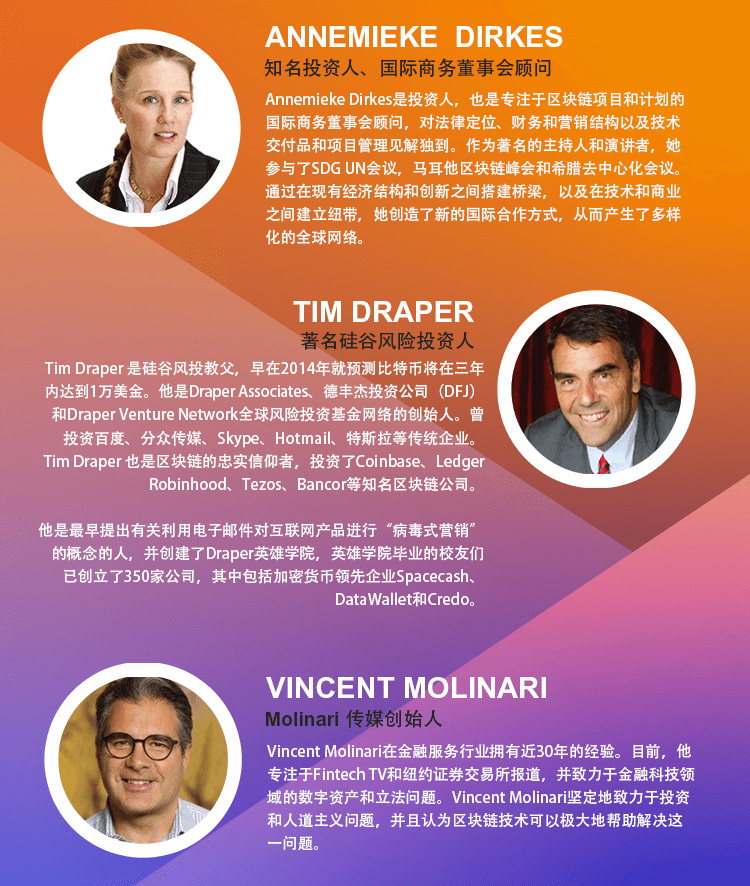 ANNEMIEKE DIRKES
知名投资人、国际商务董事会顾问
Annemieke Dirkes是投资人，也是专注于区块链项目和计划的
国际商务董事会顾问，对法律定位、财务和营销结构以及技术
交付品和项目管理见解独到。作为著名的主持人和演讲者，她
参与了SDG UN会议，马耳他区块链峰会和希腊去中心化会议。
通过在现有经济结构和创新之间搭建桥梁，以及在技术和商业
之间建立纽带，她创造了新的国际合作方式，从而产生了多样
化的全球网络。
TIM DRAPER
著名硅谷风险投资人
Tim Draper 是硅谷风投教父，早在2014年就预测比特币将在三年
内达到1万美金。他是Draper Associates、德丰杰投资公司（DFJ）
和Draper Venture Network全球风险投资基金网络的创始人。曾
投资百度、分众传媒、Skype、Hotmail、特斯拉等传统企业。
Tim Draper 也是区块链的忠实信仰者，投资了Coinbase、Ledger
Robinhood、Tezos、Bancor等知名区块链公司。
他是最早提出有关利用电子邮件对互联网产品进行“病毒式营销”
的概念的人，并创建了Draper英雄学院，英雄学院毕业的校友们
已创立了350家公司，其中包括加密货币领先企业Spacecash、
DataWallet和Credo。
VINCENT MOLINARI
Molinari 传媒创始人
Vincent Molinari在金融服务行业拥有近30年的经验。目前，他
专注于Fintech TV和纽约证券交易所报道，并致力于金融科技领
域的数字资产和立法问题。Vincent Molinari坚定地致力于投资
和人道主义问题，并且认为区块链技术可以极大地帮助解决这
一问题。